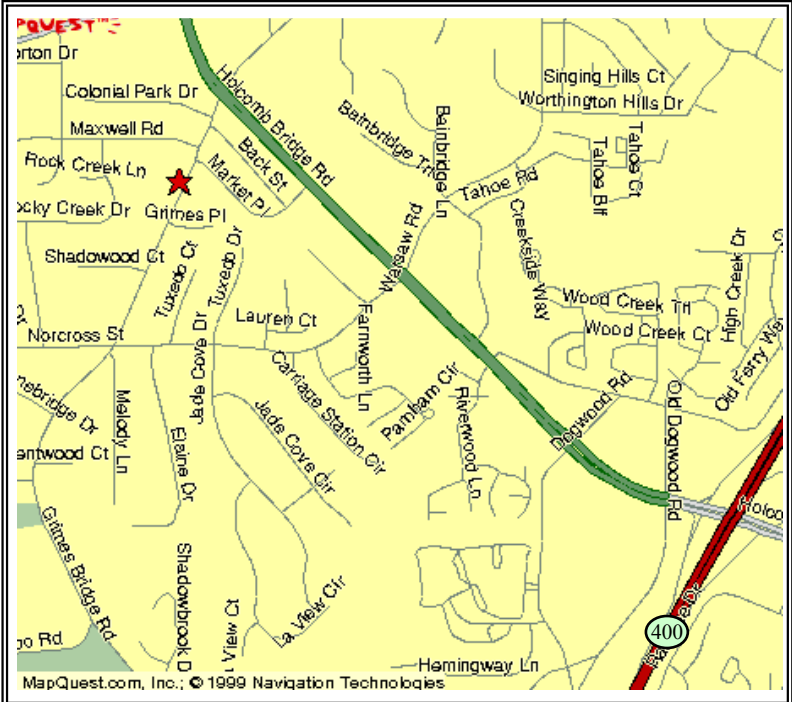 PQUEST
orton Dr
Colonial Park Dr
Holcomb Bridge Rd
Singing Hills Ct
Worthington Hills Dr
Maxwell Rd
Back St
Bainbridge Trl
Bainbridge Ln
Tahoe Ct
Tahoe Blf
Rock Creek Ln
Market Pl
Tahoe Rd
ocky Creek Dr
Grimes Pl
Creekside Way
Warsaw Rd
Shadowood Ct
Tuxedo Ct
Tuxedo Dr
High Creek Dr
Wood Creek Trl
Lauren Ct
Farnworth Ln
Wood Creek Ct
Norcross St
Jade Cove Dr
Carriage Station Cir
Parnham Cir
Old Ferry Way
nebridge Dr
Melody Ln
Elaine Dr
Jade Cove Cir
Riverwood Ln
Dogwood Rd
Old Dogwood Rd
entwood Ct
Holco
Grimes Bridge Rd
Shadowbrook D
l View Ct
La View Cir
400
oo Rd
Hemingway Ln
MapQuest.com, Inc.; © 1999 Navigation Technologies